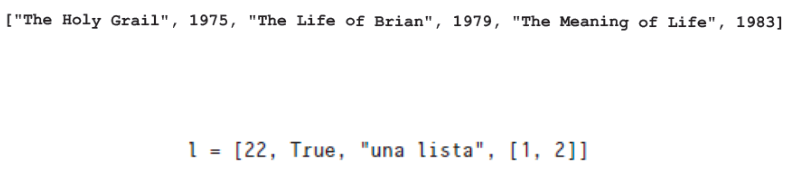 ["The Holy Grail", 1975, "The Life of Brian", 1979, "The Meaning of Life", 1983]
l = [22, True, "una lista", [1, 2]]